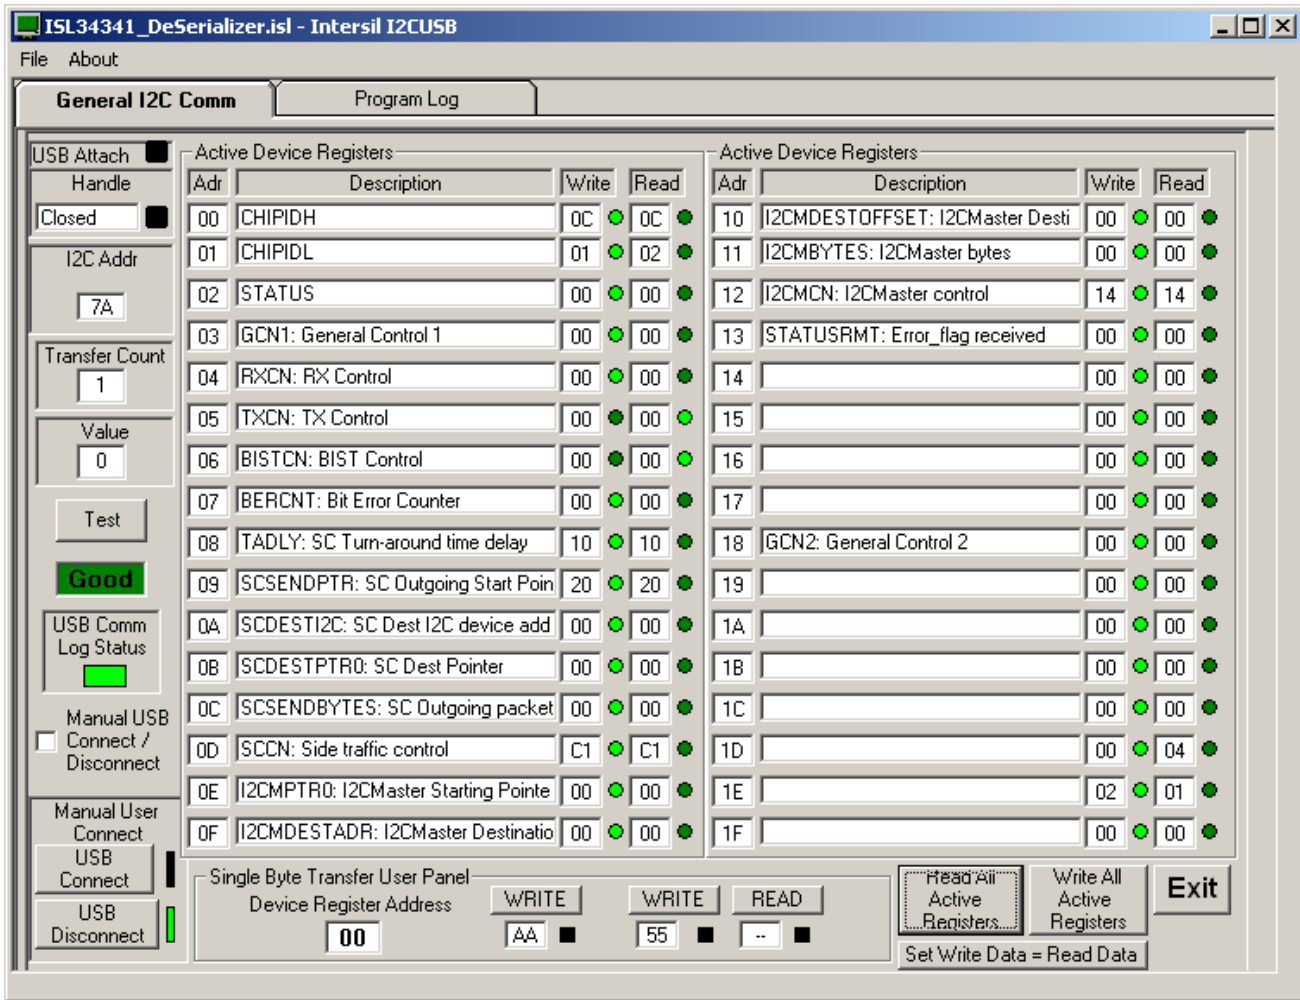 ISL34341_DeSerializer.isl - Intersil I2CUSB
File About
General I2C Comm Program Log
USB Attach
Handle
Closed
I2C Addr
7A
Transfer Count
1
Value
0
Test
Good
USB Comm
Log Status
Manual USB
Connect /
Disconnect
Manual User
Connect
USB
Connect
USB
Disconnect
Active Device Registers
Adr Description Write Read
00 CHIPIDH 0C 0C
01 CHIPIDL 01 02
02 STATUS 00 00
03 GCN1: General Control 1 00 00
04 RXCN: RX Control 00 00
05 TXCN: TX Control 00 00
06 BISTCN: BIST Control 00 00
07 BERCNT: Bit Error Counter 00 00
08 TADLY: SC Turn-around time delay 10 10
09 SCSENDPTR: SC Outgoing Start Poin 20 20
0A SCDESTI2C: SC Dest I2C device add 00 00
0B SCDESTPTR0: SC Dest Pointer 00 00
0C SCSENDBYTES: SC Outgoing packet 00 00
0D SCCN: Side traffic control C1 C1
0E I2CMPTR0: I2CMaster Starting Pointe 00 00
0F I2CMDESTADR: I2CMaster Destinatio 00 00
Active Device Registers
Adr Description Write Read
10 I2CMDESTOFFSET: I2CMaster Desti 00 00
11 I2CMBYTES: I2CMaster bytes 00 00
12 I2CMCN: I2CMaster control 14 14
13 STATUSRMT: Error_flag received 00 00
14 00 00
15 00 00
16 00 00
17 00 00
18 GCN2: General Control 2 00 00
19 00 00
1A 00 00
1B 00 00
1C 00 00
1D 00 04
1E 02 01
1F 00 00
Single Byte Transfer User Panel
Device Register Address
00
WRITE
AA
WRITE
55
READ
--
Read All
Active
Registers
Write All
Active
Registers
Exit
Set Write Data = Read Data